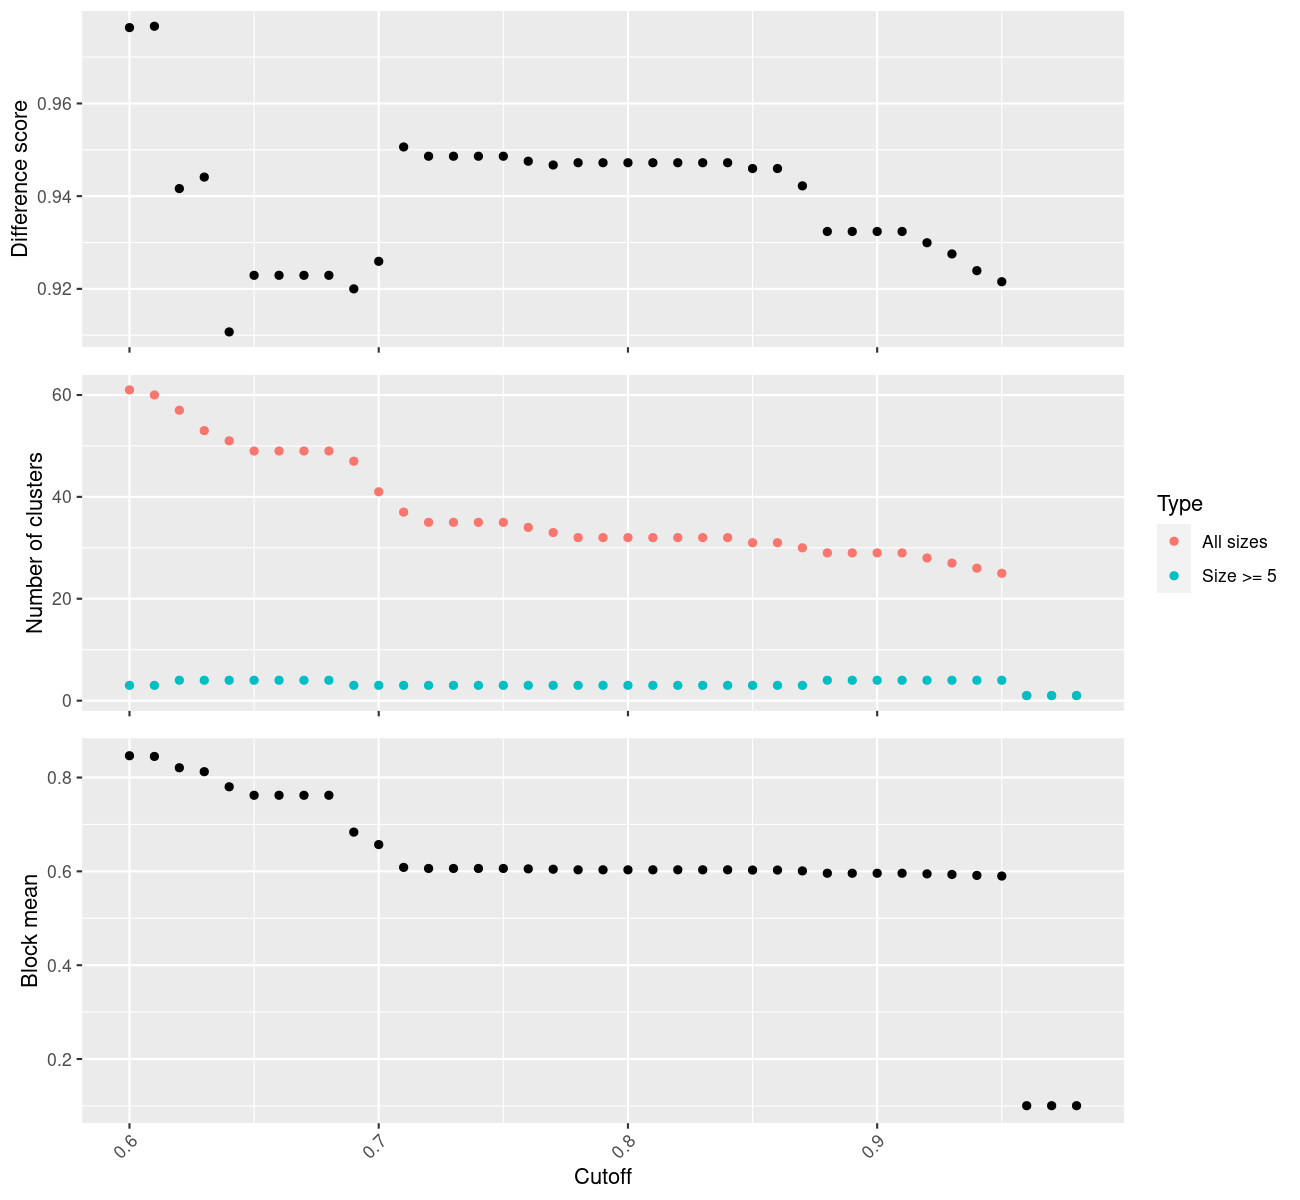 Difference score
0.96
0.94
0.92
Number of clusters
60
40
20
0
Type
All sizes
Size >= 5
Block mean
0.8
0.6
0.4
0.2
0.6 0.7 0.8 0.9
Cutoff